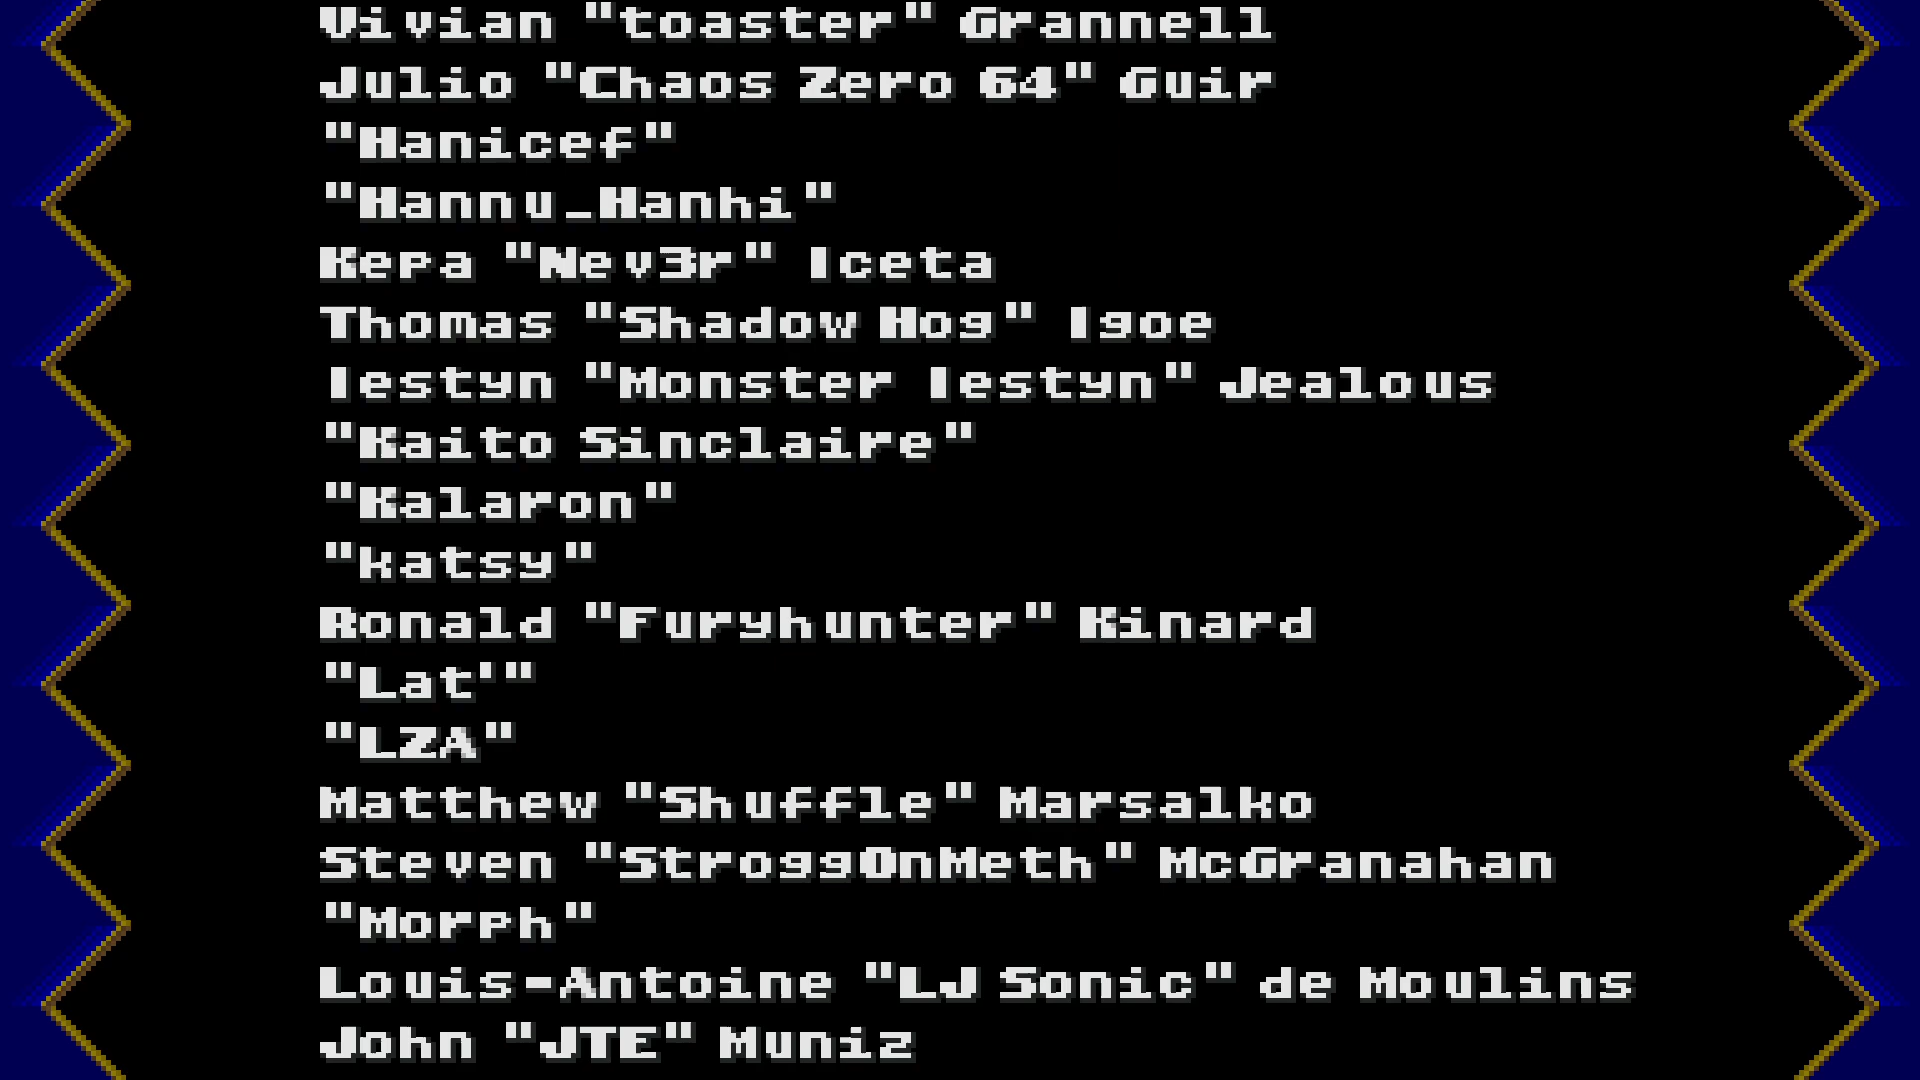 Vivian "toaster" Grannell
Julio "Chaos Zero 64" Guir
"Hanicef"
"Hannu_Hanhi"
Kepa "Nev3r" Iceta
Thomas "Shadow Hog" Igoe
Iestyn "Monster Iestyn" Jealous
"Kaito Sinclaire"
"Kalaron"
"katsy"
Ronald "Furyhunter" Kinard
"Lat'"
"LZA"
Matthew "Shuffle" Marsalko
Steven "StroggOnMeth" McGranahan
"Morph"
Louis-Antoine "LJ Sonic" de Moulins
John "JTE" Muniz